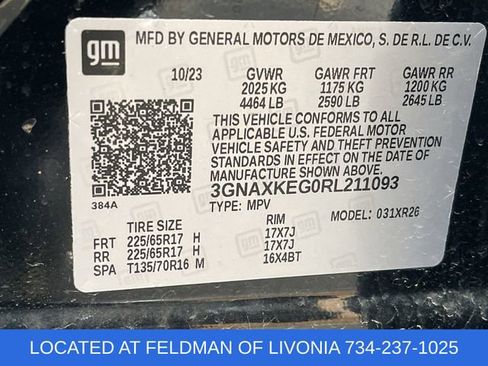 gm
MFD BY GENERAL MOTORS DE MEXICO, S. DE R.L. DE C.V.
10/23 GVWR GAWR FRT GAWR RR
2025 KG 1175 KG 1200 KG
4464 LB 2590 LB 2645 LB
THIS VEHICLE CONFORMS TO ALL
APPLICABLE U.S. FEDERAL MOTOR
VEHICLE SAFETY AND THEFT
PREVENTION STANDARDS IN
EFFECT ON THE DATE OF
MANUFACTURE SHOWN ABOVE.
3GNAXKEG0RL211093
384A TYPE: MPV
TIRE SIZE RIM MODEL: 031XR26
FRT 225/65R17 H 17X7J
RR 225/65R17 H 17X7J
SPA T135/70R16 M 16X4BT
LOCATED AT FELDMAN OF LIVONIA 734-237-1025